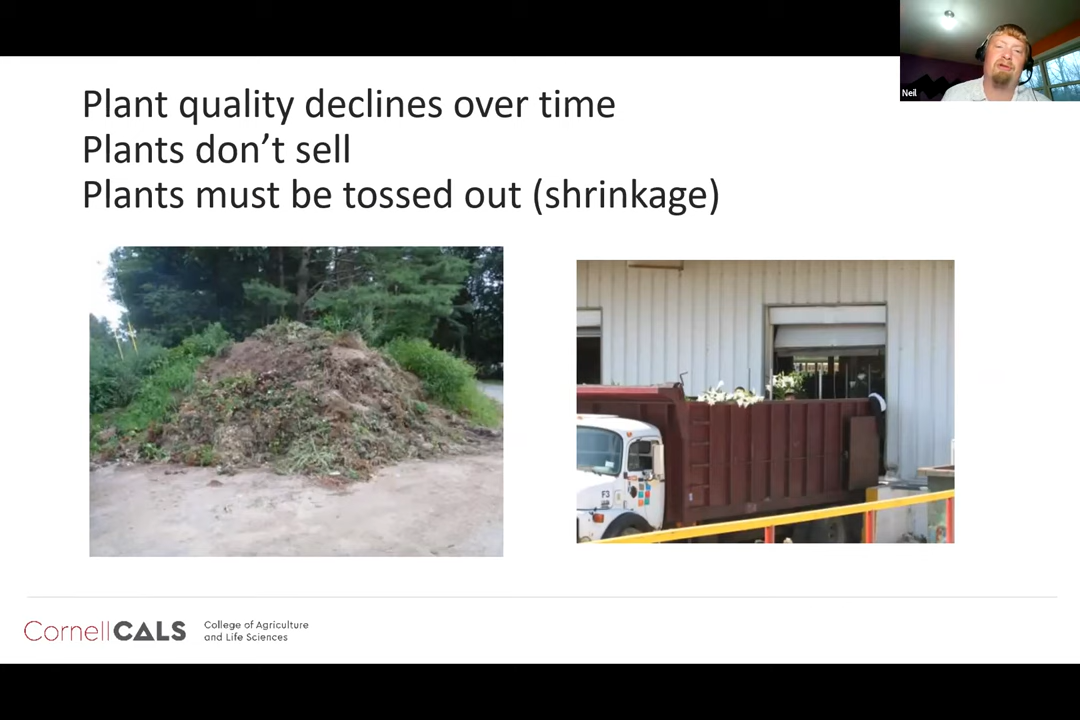 Plant quality declines over time
Plants don’t sell
Plants must be tossed out (shrinkage)
Neil
F3
CornellCALS
College of Agriculture
and Life Sciences